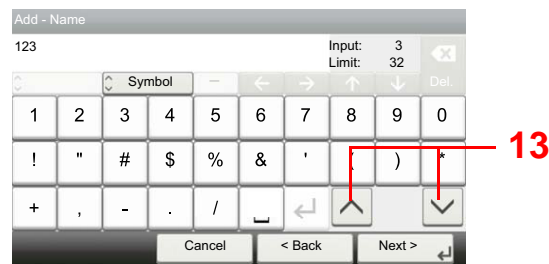 Add - Name
123 Input: 3
Limit: 32
Symbol Del.
1 2 3 4 5 6 7 8 9 0
! " # $ % & ' ( ) *
+ , - . /
13
Cancel < Back Next >